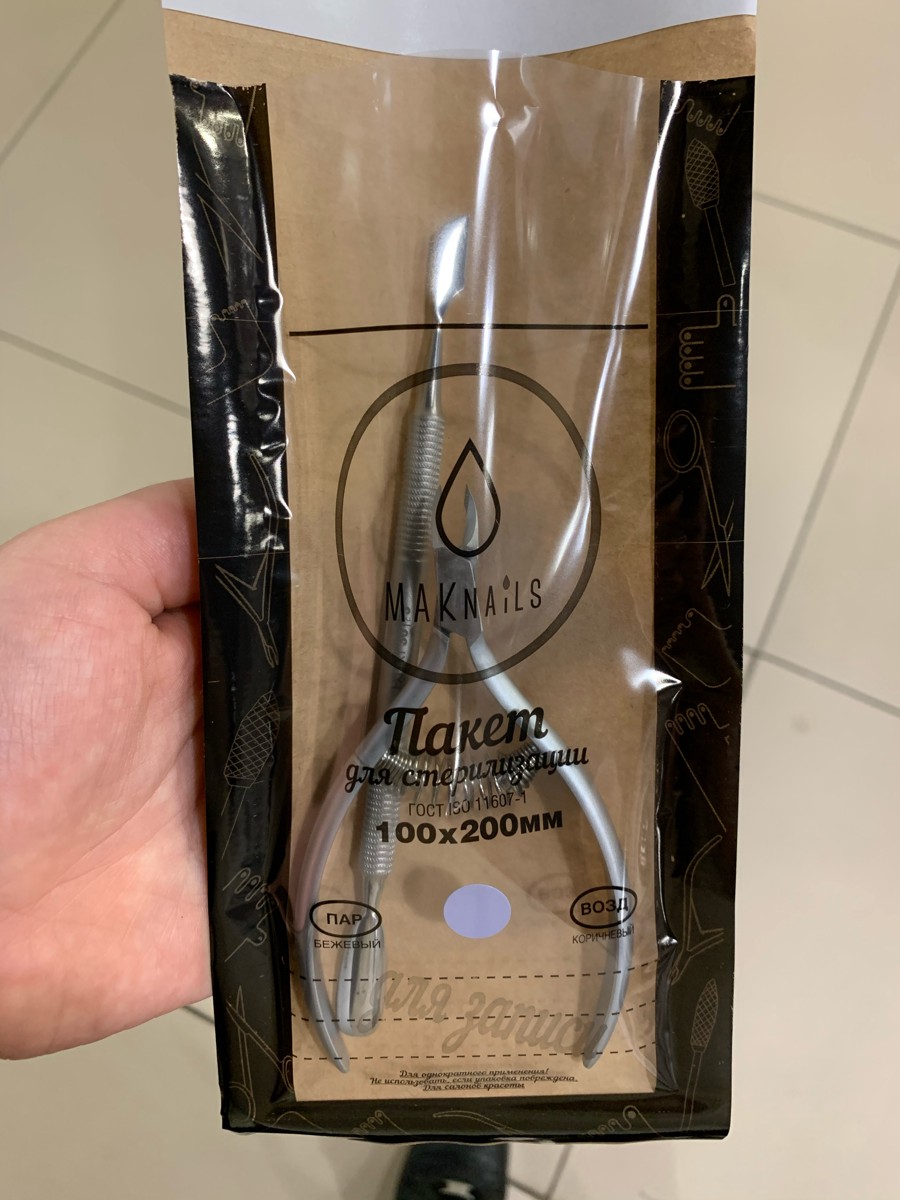 MAKNAiLS
Пакет
для стерилизации
ГОСТ ISO 11607-1
100х200мм
ПАР
БЕЖЕВЫЙ
ВОЗД
КОРИЧНЕВЫЙ
для записи
Для однократного применения!
Не использовать, если упаковка повреждена.
Для салонов красоты